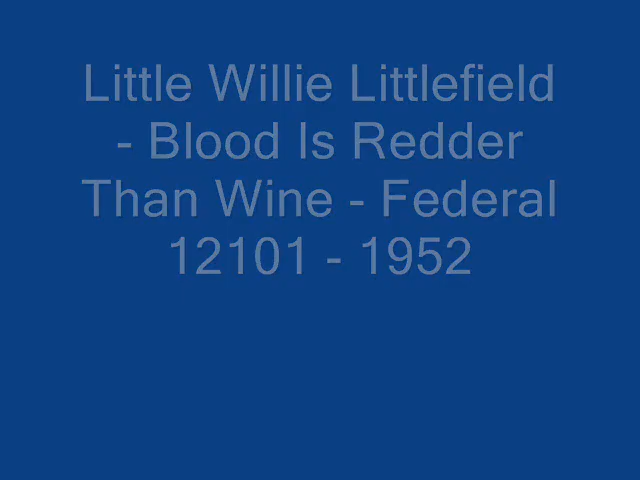 Little Willie Littlefield
- Blood Is Redder
Than Wine - Federal
12101 - 1952